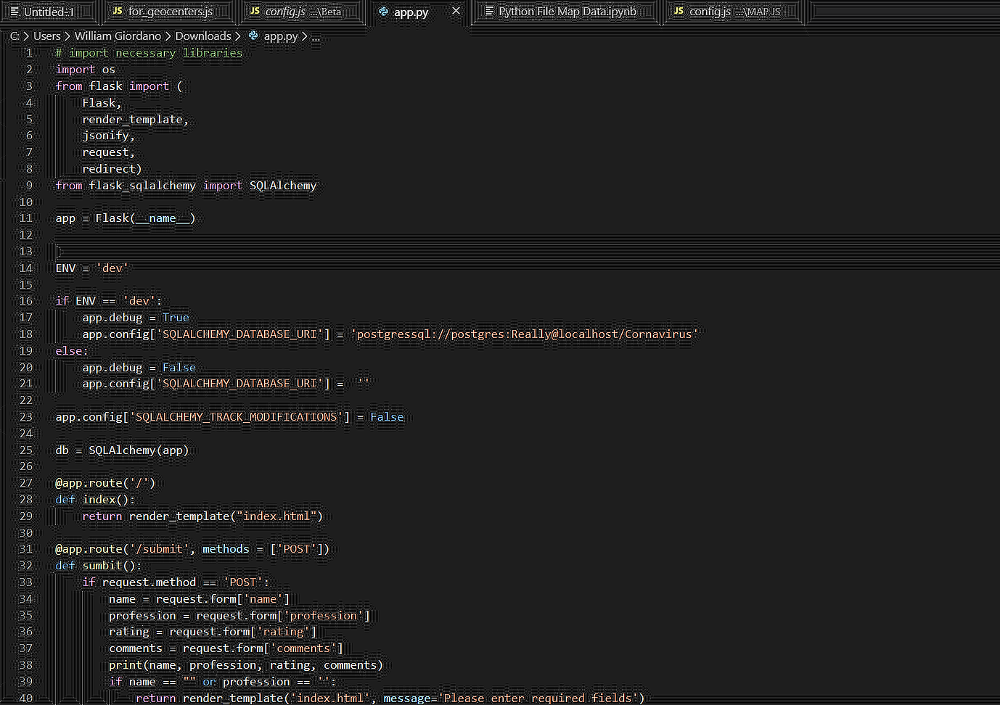 Untitled-1 JS for_geocenters.js JS config.js ...\Beta app.py × Python File Map Data.ipynb JS config.js ...\MAP JS
C: > Users > William Giordano > Downloads > app.py > ...
1 # import necessary libraries
2 import os
3 from flask import (
4 Flask,
5 render_template,
6 jsonify,
7 request,
8 redirect)
9 from flask_sqlalchemy import SQLAlchemy
10
11 app = Flask(__name__)
12
13
14 ENV = 'dev'
15
16 if ENV == 'dev':
17 app.debug = True
18 app.config['SQLALCHEMY_DATABASE_URI'] = 'postgressql://postgres:Really@localhost/Cornavirus'
19 else:
20 app.debug = False
21 app.config['SQLALCHEMY_DATABASE_URI'] = ''
22
23 app.config['SQLALCHEMY_TRACK_MODIFICATIONS'] = False
24
25 db = SQLAlchemy(app)
26
27 @app.route('/')
28 def index():
29 return render_template("index.html")
30
31 @app.route('/submit', methods = ['POST'])
32 def sumbit():
33 if request.method == 'POST':
34 name = request.form['name']
35 profession = request.form['profession']
36 rating = request.form['rating']
37 comments = request.form['comments']
38 print(name, profession, rating, comments)
39 if name == "" or profession == '':
40 return render_template('index.html', message='Please enter required fields')